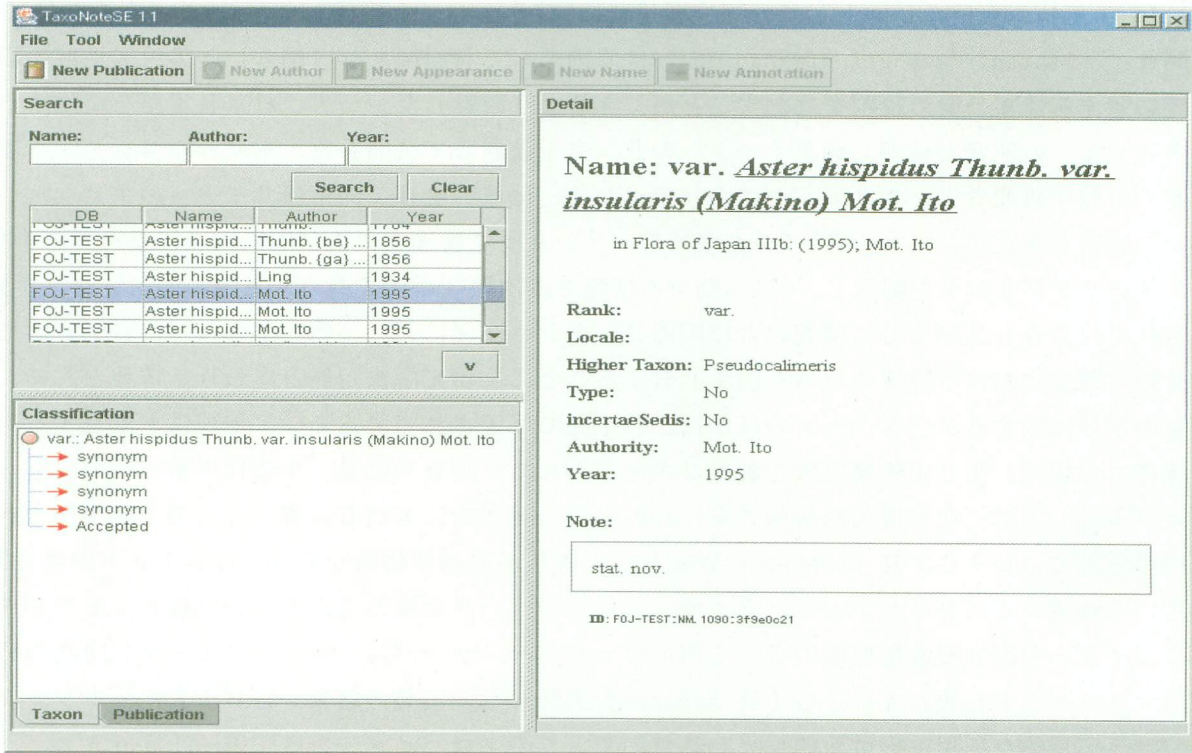 TaxoNoteSE 1.1
File Tool Window
New Publication New Author New Appearance New Name New Annotation
Search
Name: Author: Year:
Search Clear
DB Name Author Year
FOJ-TEST Aster hispid... Thunb. 1784
FOJ-TEST Aster hispid... Thunb. {be} ... 1856
FOJ-TEST Aster hispid... Thunb. {ga} ... 1856
FOJ-TEST Aster hispid... Ling 1934
FOJ-TEST Aster hispid... Mot. Ito 1995
FOJ-TEST Aster hispid... Mot. Ito 1995
FOJ-TEST Aster hispid... Mot. Ito 1995
v
Classification
var.: Aster hispidus Thunb. var. insularis (Makino) Mot. Ito
synonym
synonym
synonym
synonym
Accepted
Taxon Publication
Detail
Name: var. Aster hispidus Thunb. var.
insularis (Makino) Mot. Ito
in Flora of Japan IIIb: (1995); Mot. Ito
Rank: var.
Locale:
Higher Taxon: Pseudocalimeris
Type: No
incertaeSedis: No
Authority: Mot. Ito
Year: 1995
Note:
stat. nov.
ID: FOJ-TEST:NM.1090:3f9e0c21